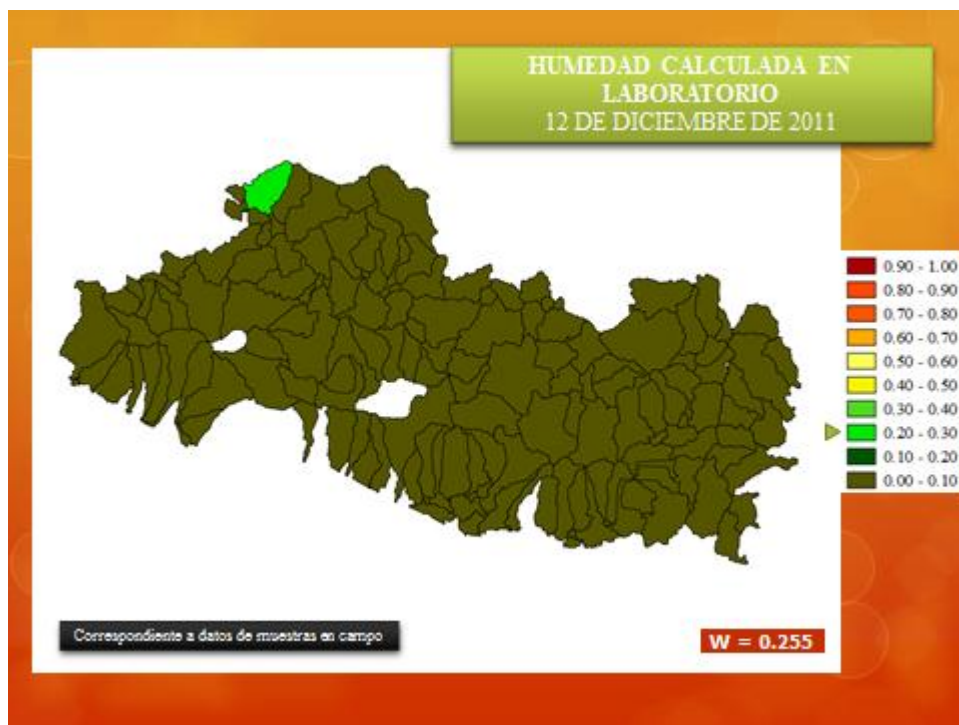 HUMEDAD CALCULADA EN
LABORATORIO
12 DE DICIEMBRE DE 2011
0.90 - 1.00
0.80 - 0.90
0.70 - 0.80
0.60 - 0.70
0.50 - 0.60
0.40 - 0.50
0.30 - 0.40
0.20 - 0.30
0.10 - 0.20
0.00 - 0.10
Correspondiente a datos de muestras en campo
W = 0.255